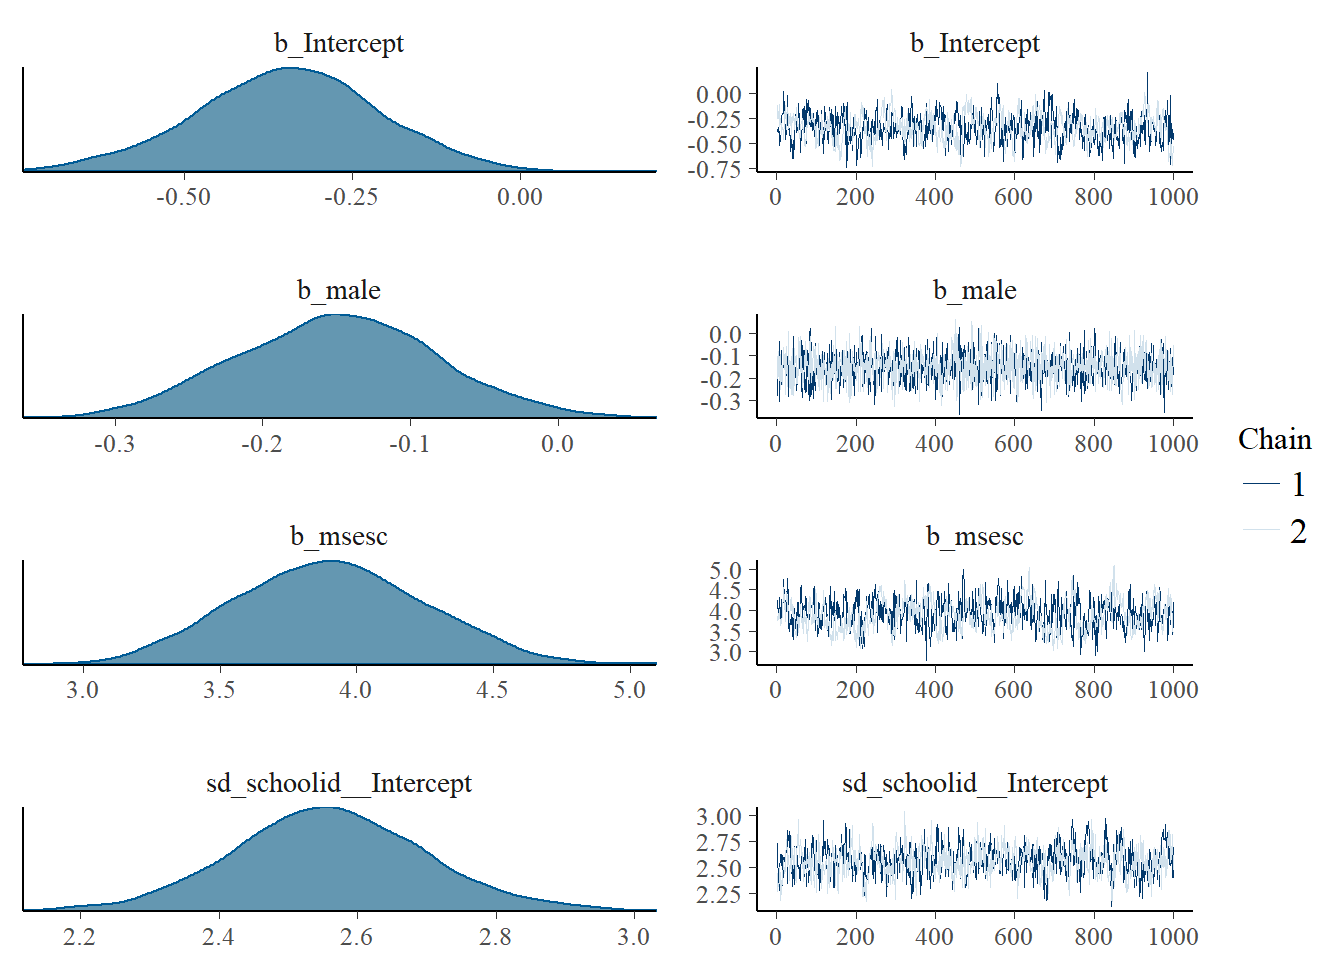 b_Intercept
-0.50 -0.25 0.00
b_Intercept
0.00
-0.25
-0.50
-0.75
0 200 400 600 800 1000
b_male
-0.3 -0.2 -0.1 0.0
b_male
0.0
-0.1
-0.2
-0.3
0 200 400 600 800 1000
b_msesc
3.0 3.5 4.0 4.5 5.0
b_msesc
5.0
4.5
4.0
3.5
3.0
0 200 400 600 800 1000
sd_schoolid__Intercept
2.2 2.4 2.6 2.8 3.0
sd_schoolid__Intercept
3.00
2.75
2.50
2.25
0 200 400 600 800 1000
Chain
1
2